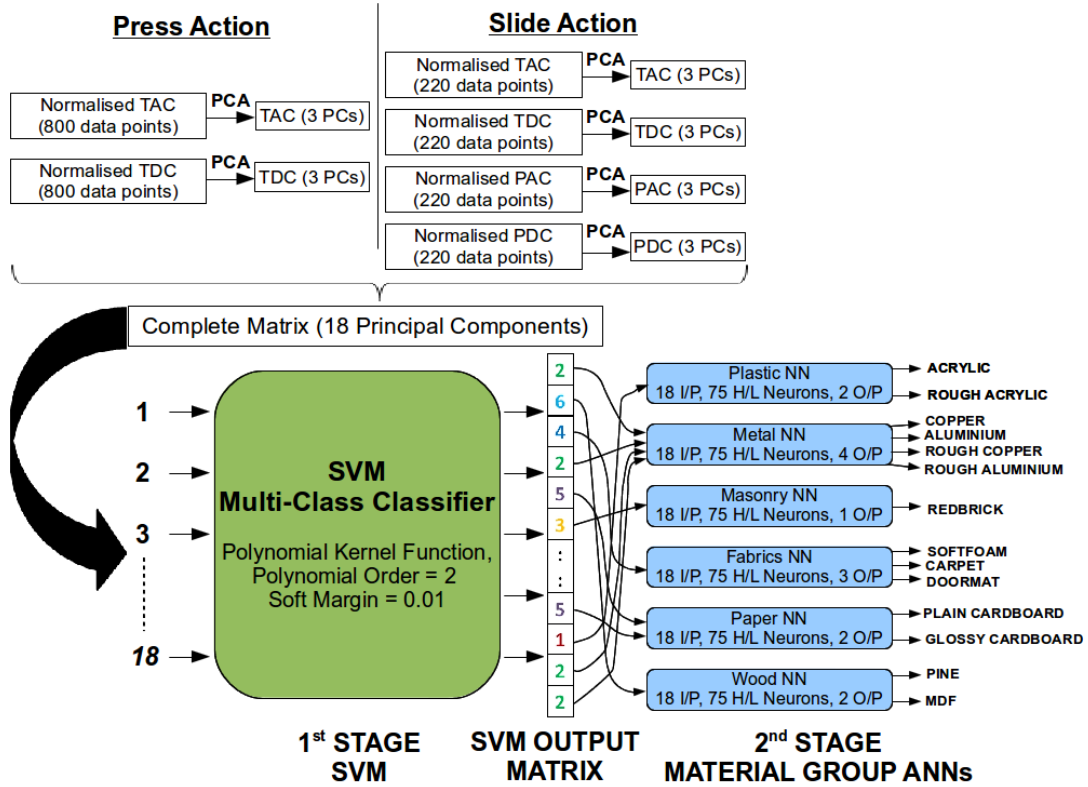 Press Action
Slide Action
Normalised TAC
(800 data points)
PCA
TAC (3 PCs)
Normalised TDC
(800 data points)
PCA
TDC (3 PCs)
Normalised TAC
(220 data points)
PCA
TAC (3 PCs)
Normalised TDC
(220 data points)
PCA
TDC (3 PCs)
Normalised PAC
(220 data points)
PCA
PAC (3 PCs)
Normalised PDC
(220 data points)
PCA
PDC (3 PCs)
Complete Matrix (18 Principal Components)
1
2
3
18
SVM
Multi-Class Classifier
Polynomial Kernel Function,
Polynomial Order = 2
Soft Margin = 0.01
2
6
4
2
5
3
:
:
5
1
2
2
Plastic NN
18 I/P, 75 H/L Neurons, 2 O/P
Metal NN
18 I/P, 75 H/L Neurons, 4 O/P
Masonry NN
18 I/P, 75 H/L Neurons, 1 O/P
Fabrics NN
18 I/P, 75 H/L Neurons, 3 O/P
Paper NN
18 I/P, 75 H/L Neurons, 2 O/P
Wood NN
18 I/P, 75 H/L Neurons, 2 O/P
ACRYLIC
ROUGH ACRYLIC
COPPER
ALUMINIUM
ROUGH COPPER
ROUGH ALUMINIUM
REDBRICK
SOFTFOAM
CARPET
DOORMAT
PLAIN CARDBOARD
GLOSSY CARDBOARD
PINE
MDF
1st STAGE
SVM
SVM OUTPUT
MATRIX
2nd STAGE
MATERIAL GROUP ANNs